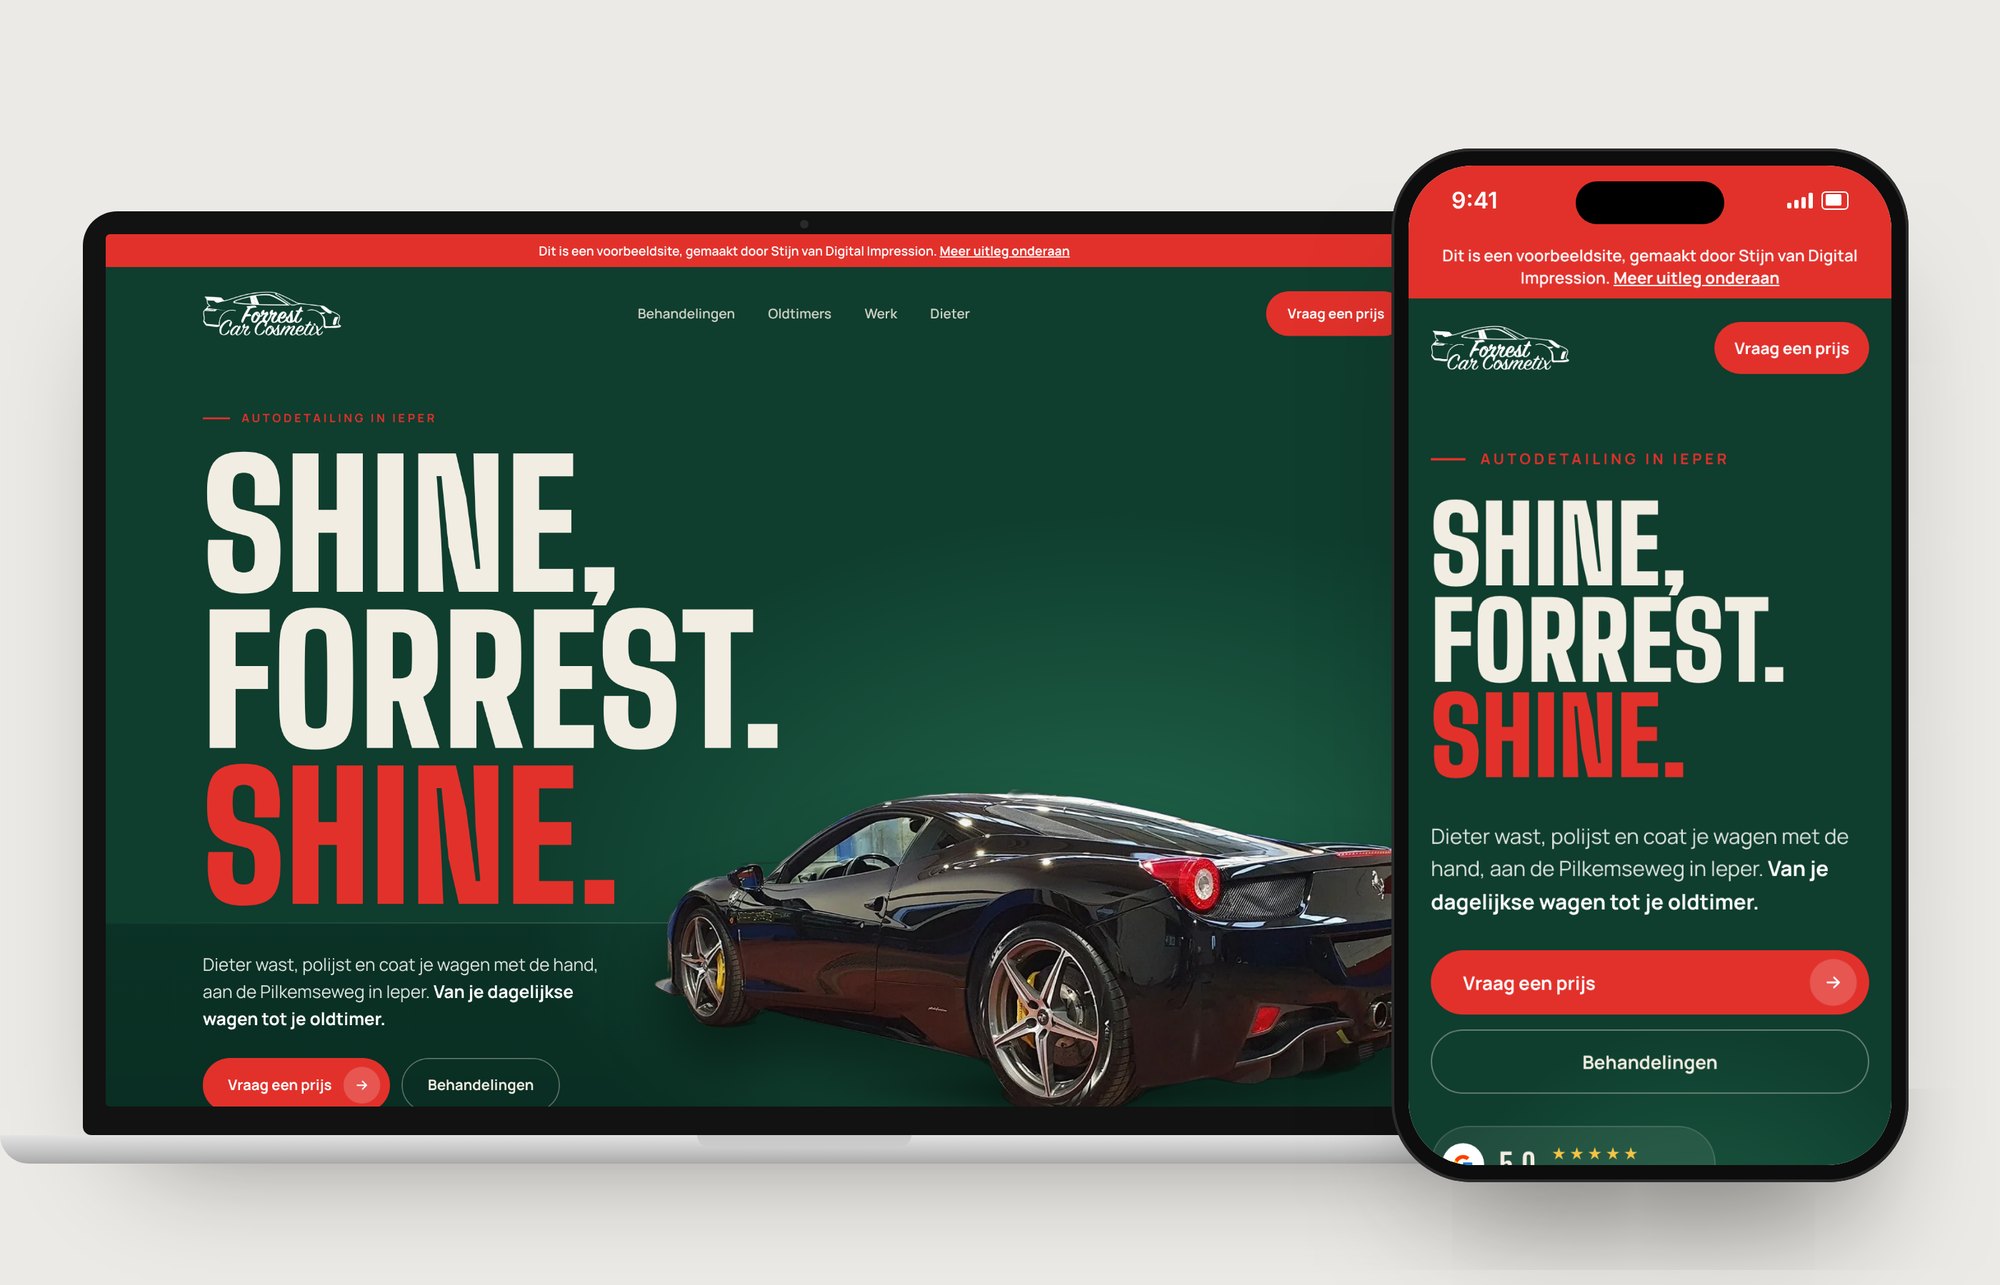 Dit is een voorbeeldsite, gemaakt door Stijn van Digital Impression. Meer uitleg onderaan
Forrest
Car Cosmetix
Behandelingen
Oldtimers
Werk
Dieter
Vraag een prijs
AUTODETAILING IN IEPER
SHINE,
FORREST.
SHINE.
Dieter wast, polijst en coat je wagen met de hand,
aan de Pilkemseweg in Ieper. Van je dagelijkse
wagen tot je oldtimer.
Vraag een prijs
Behandelingen
9:41
Dit is een voorbeeldsite, gemaakt door Stijn van Digital
Impression. Meer uitleg onderaan
Forrest
Car Cosmetix
Vraag een prijs
AUTODETAILING IN IEPER
SHINE,
FORREST.
SHINE.
Dieter wast, polijst en coat je wagen met de
hand, aan de Pilkemseweg in Ieper. Van je
dagelijkse wagen tot je oldtimer.
Vraag een prijs
Behandelingen
5,0